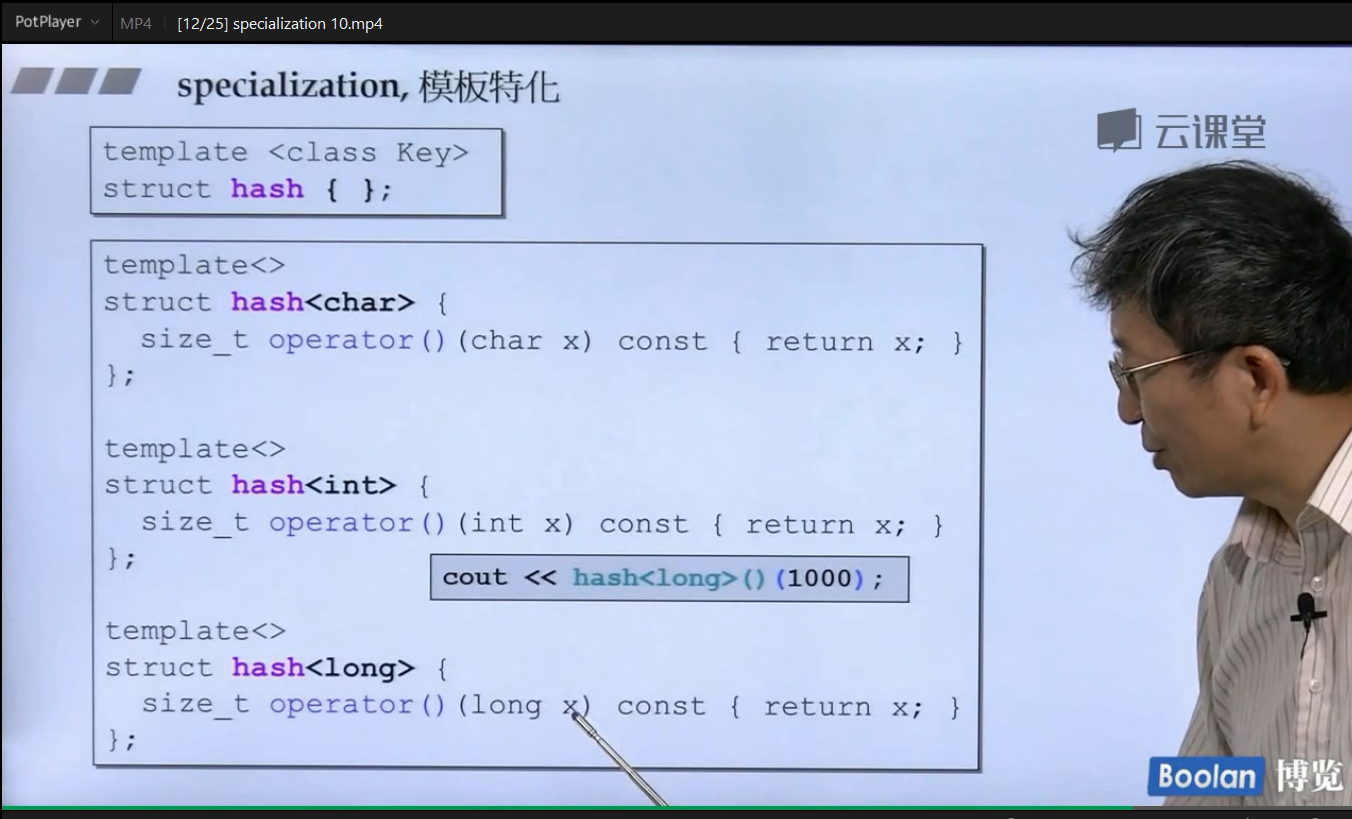 PotPlayer MP4 [12/25] specialization 10.mp4
specialization, 模板特化
云课堂
template <class Key>
struct hash { };
template<>
struct hash<char> {
size_t operator()(char x) const { return x; }
};
template<>
struct hash<int> {
size_t operator()(int x) const { return x; }
};
cout << hash<long>()(1000);
template<>
struct hash<long> {
size_t operator()(long x) const { return x; }
};
Boolan 博览